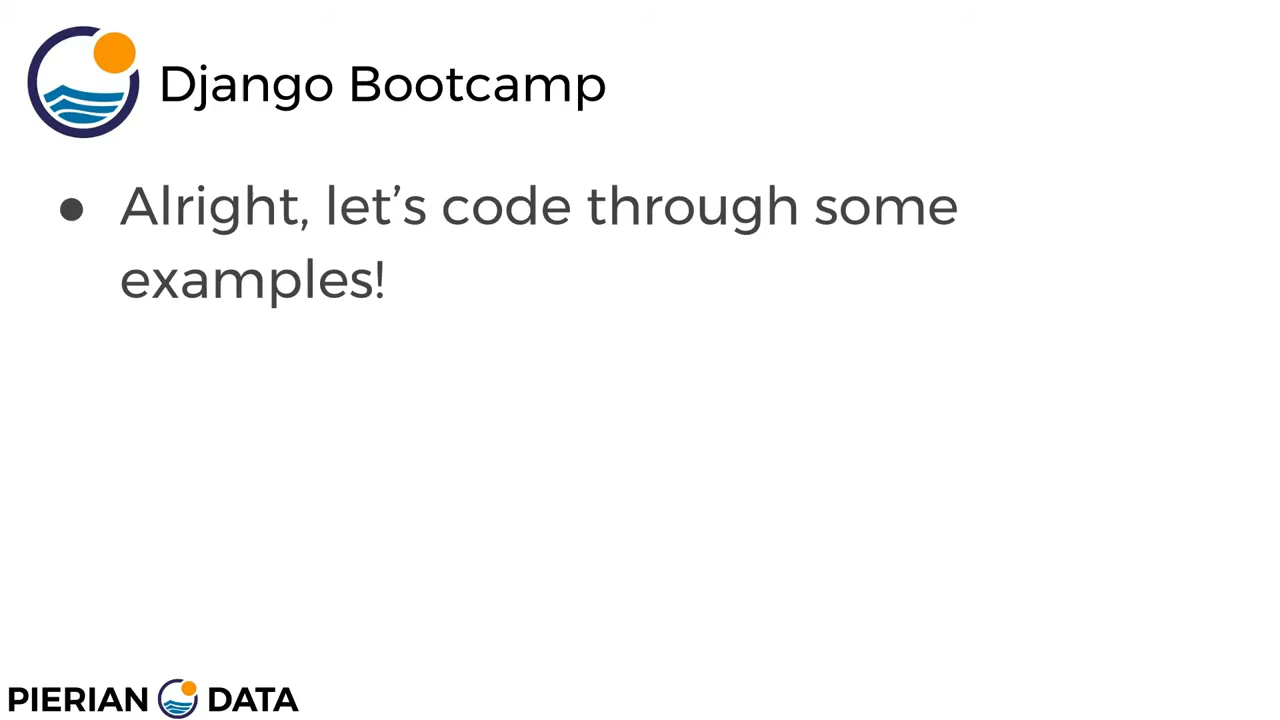 Django Bootcamp
● Alright, let’s code through some
examples!
PIERIAN DATA